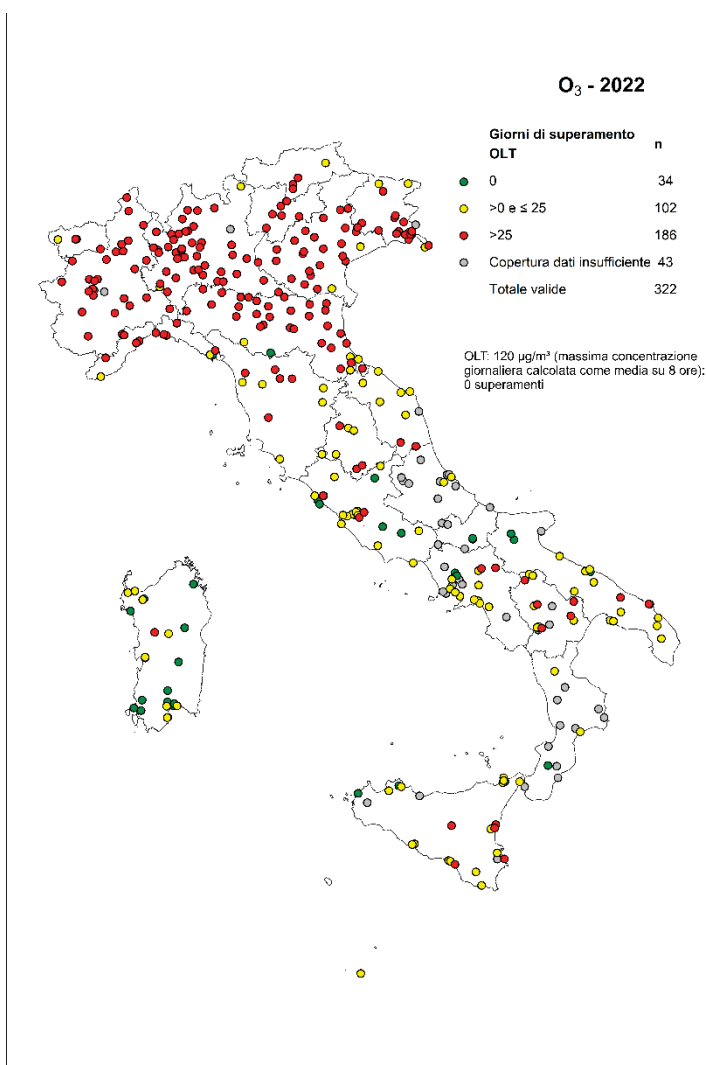 O₃ - 2022
Giorni di superamento OLT n
0 34
>0 e ≤ 25 102
>25 186
Copertura dati insufficiente 43
Totale valide 322
OLT: 120 µg/m³ (massima concentrazione
giornaliera calcolata come media su 8 ore):
0 superamenti